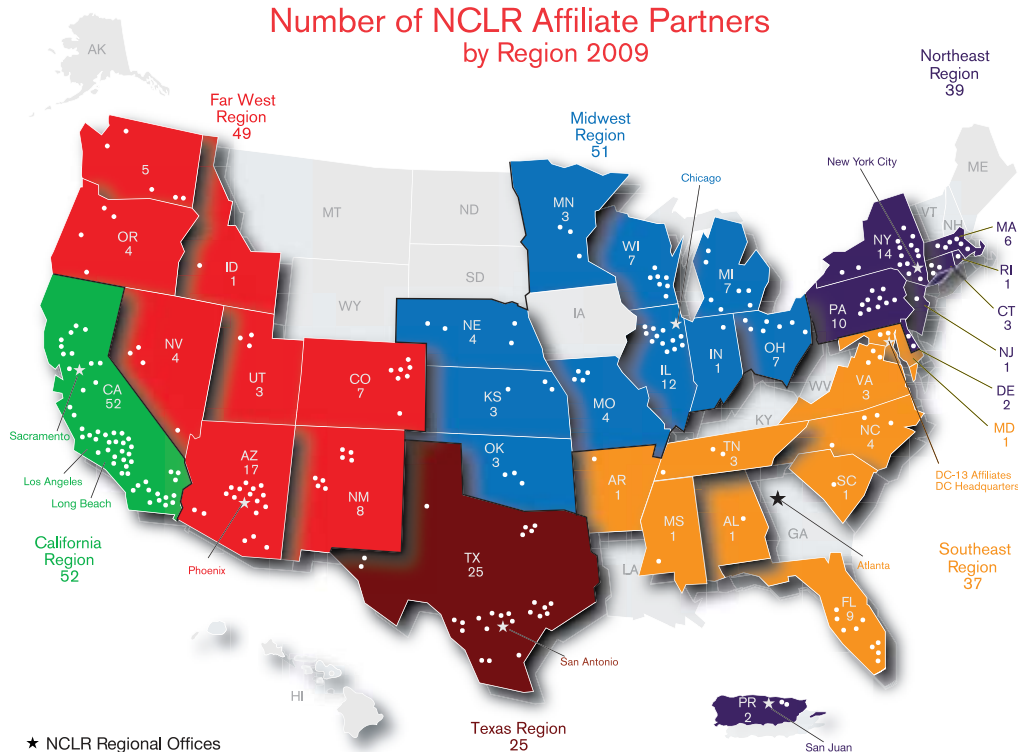 Number of NCLR Affiliate Partners
by Region 2009
AK
Northeast
Region
39
Far West
Region
49
Midwest
Region
51
New York City
Chicago
ME
5
MT
ND
MN
3
VT
NH
MA
6
OR
4
ID
1
WI
7
NY
14
RI
1
SD
MI
7
WY
PA
10
CT
3
IA
NE
4
NV
4
OH
7
NJ
1
UT
3
CO
7
IN
1
IL
12
CA
52
DE
2
VA
3
WV
KS
3
MO
4
KY
MD
1
NC
4
Sacramento
OK
3
TN
3
AZ
17
Los Angeles
AR
1
SC
1
DC-13 Affiliates
DC Headquarters
Long Beach
NM
8
MS
1
AL
1
GA
California
Region
52
Phoenix
TX
25
LA
Atlanta
Southeast
Region
37
FL
9
San Antonio
HI
PR
2
Texas Region
25
San Juan
★ NCLR Regional Offices